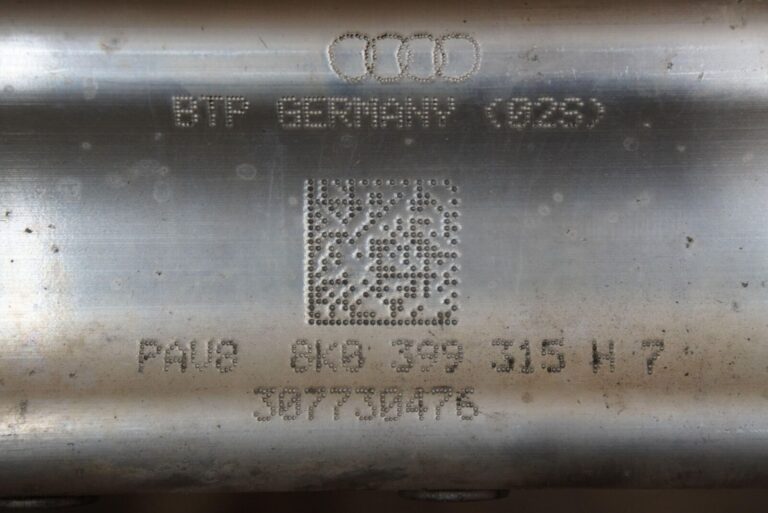 BTP GERMANY (02S)
PAV0 8K0 399 315 H 7
307730476